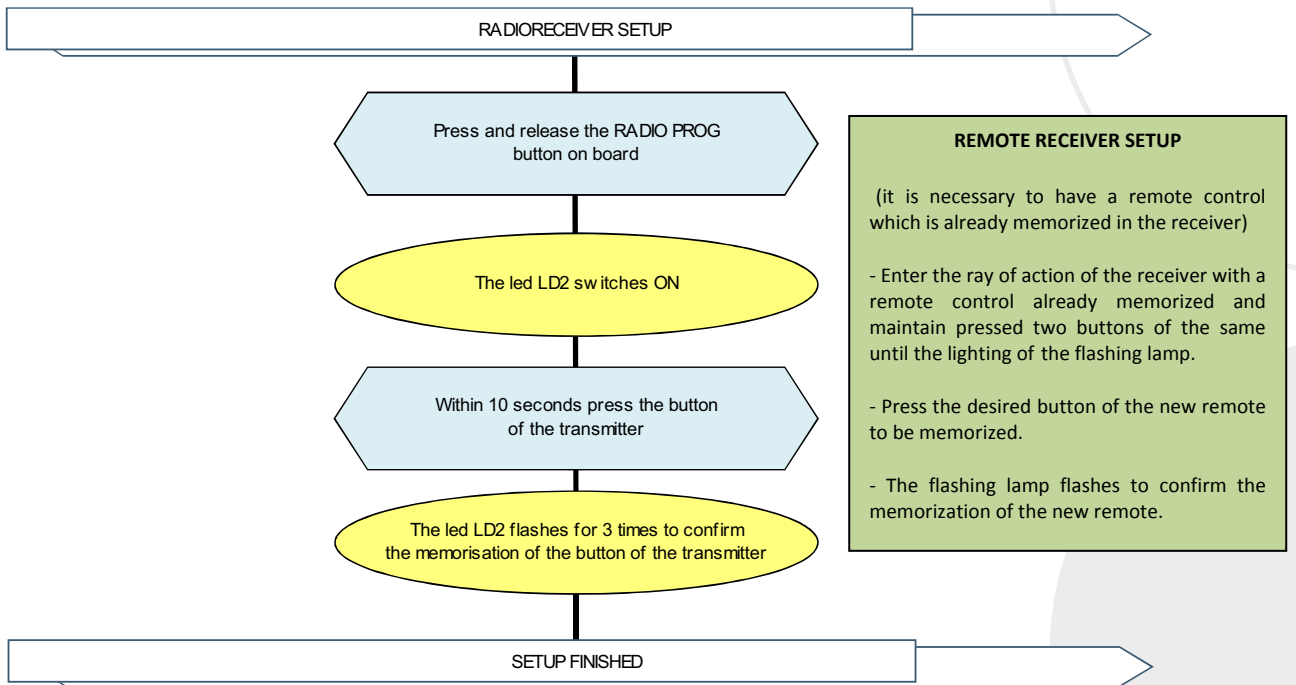 RADIORECEIVER SETUP
Press and release the RADIO PROG
button on board
The led LD2 switches ON
Within 10 seconds press the button
of the transmitter
The led LD2 flashes for 3 times to confirm
the memorisation of the button of the transmitter
SETUP FINISHED
REMOTE RECEIVER SETUP
(it is necessary to have a remote control
which is already memorized in the receiver)
- Enter the ray of action of the receiver with a
remote control already memorized and
maintain pressed two buttons of the same
until the lighting of the flashing lamp.
- Press the desired button of the new remote
to be memorized.
- The flashing lamp flashes to confirm the
memorization of the new remote.